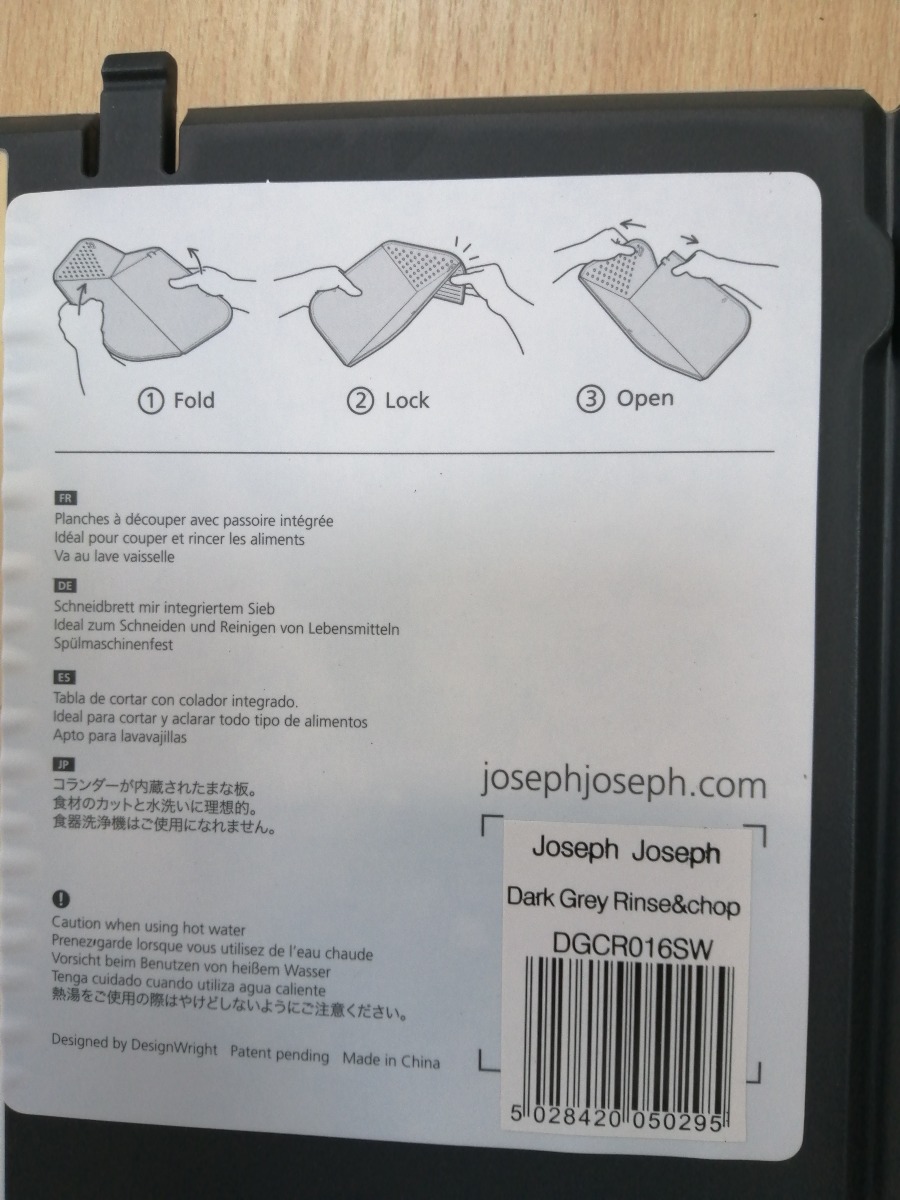 ① Fold
② Lock
③ Open
FR
Planches à découper avec passoire intégrée
Idéal pour couper et rincer les aliments
Va au lave vaisselle
DE
Schneidbrett mir integriertem Sieb
Ideal zum Schneiden und Reinigen von Lebensmitteln
Spülmaschinenfest
ES
Tabla de cortar con colador integrado.
Ideal para cortar y aclarar todo tipo de alimentos
Apto para lavavajillas
JP
コランダーが内蔵されたまな板。
食材のカットと水洗いに理想的。
食器洗浄機はご使用になれません。
josephjoseph.com
Joseph Joseph
Dark Grey Rinse&chop
DGCR016SW
5 028420 050295
Caution when using hot water
Prenez garde lorsque vous utilisez de l'eau chaude
Vorsicht beim Benutzen von heißem Wasser
Tenga cuidado cuando utiliza agua caliente
熱湯をご使用の際はやけどしないようにご注意ください。
Designed by DesignWright Patent pending Made in China